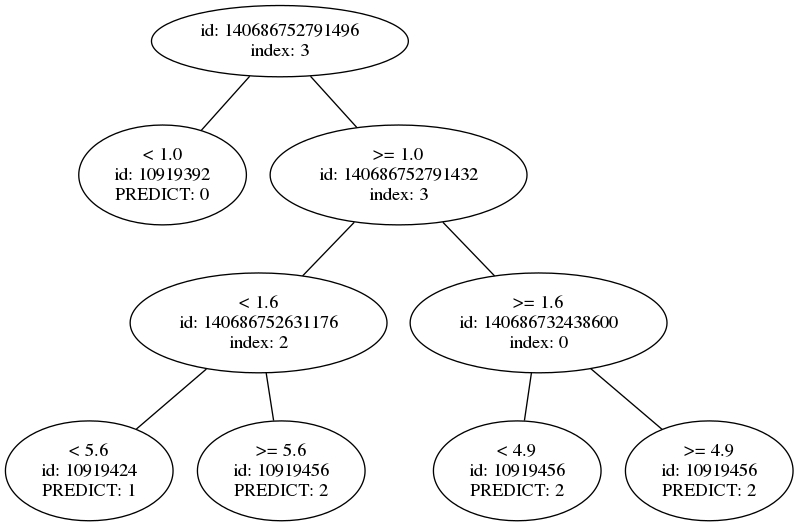 id: 140686752791496
index: 3
< 1.0
id: 10919392
PREDICT: 0
>= 1.0
id: 140686752791432
index: 3
< 1.6
id: 140686752631176
index: 2
>= 1.6
id: 140686732438600
index: 0
< 5.6
id: 10919424
PREDICT: 1
>= 5.6
id: 10919456
PREDICT: 2
< 4.9
id: 10919456
PREDICT: 2
>= 4.9
id: 10919456
PREDICT: 2